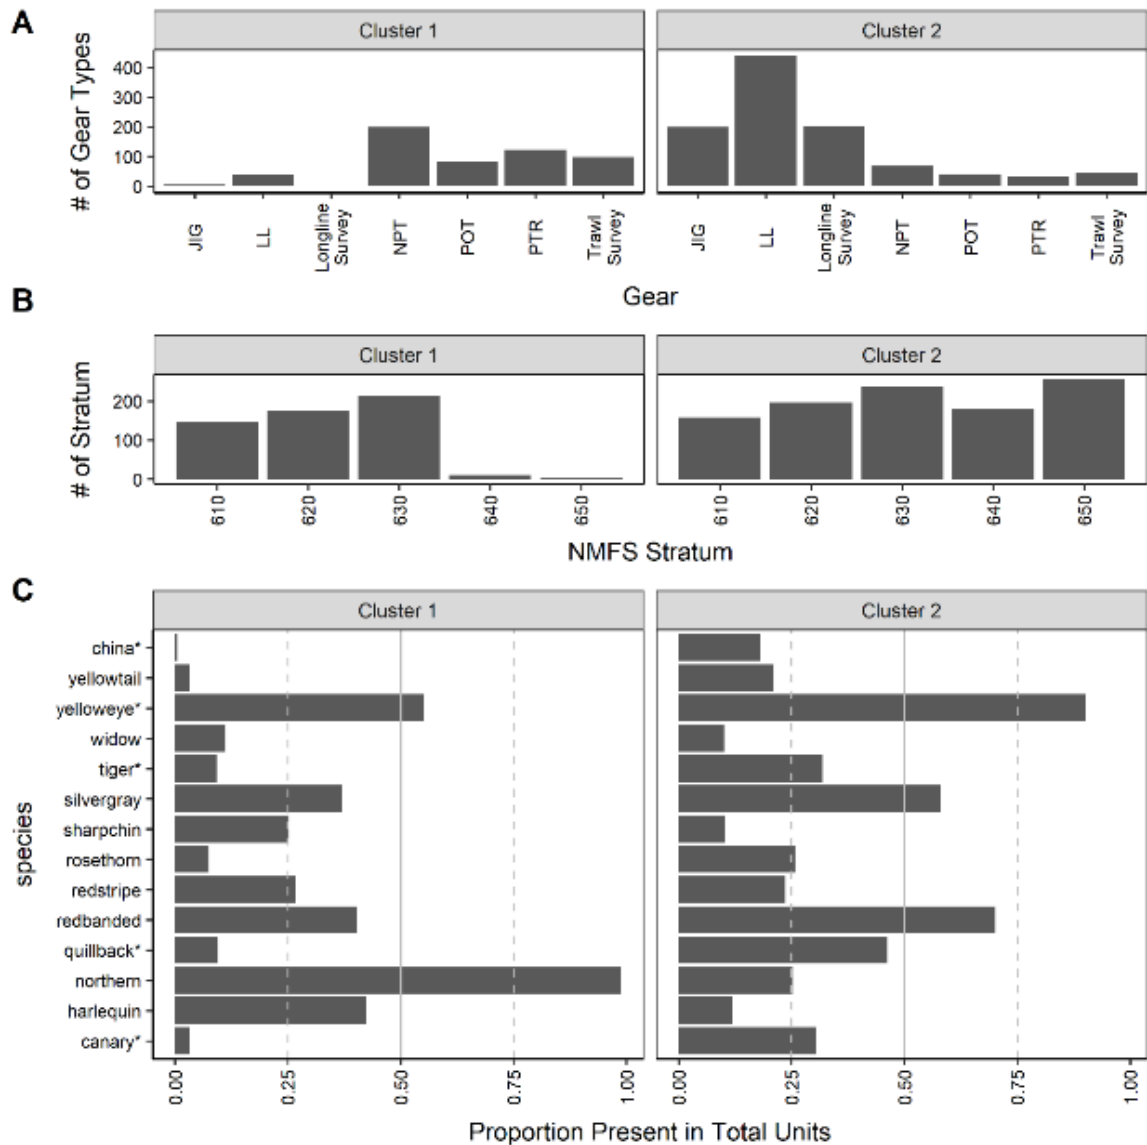 A
Cluster 1 Cluster 2
# of Gear Types
400
300
200
100
0
JIG LL Longline Survey NPT POT PTR Trawl Survey JIG LL Longline Survey NPT POT PTR Trawl Survey
Gear
B
Cluster 1 Cluster 2
# of Stratum
200
100
0
610 620 630 640 650 610 620 630 640 650
NMFS Stratum
C
Cluster 1 Cluster 2
species
china*
yellowtail
yelloweye*
widow
tiger*
silvergray
sharpchin
rosethorn
redstripe
redbanded
quillback*
northern
harlequin
canary*
0.00 0.25 0.50 0.75 1.00 0.00 0.25 0.50 0.75 1.00
Proportion Present in Total Units